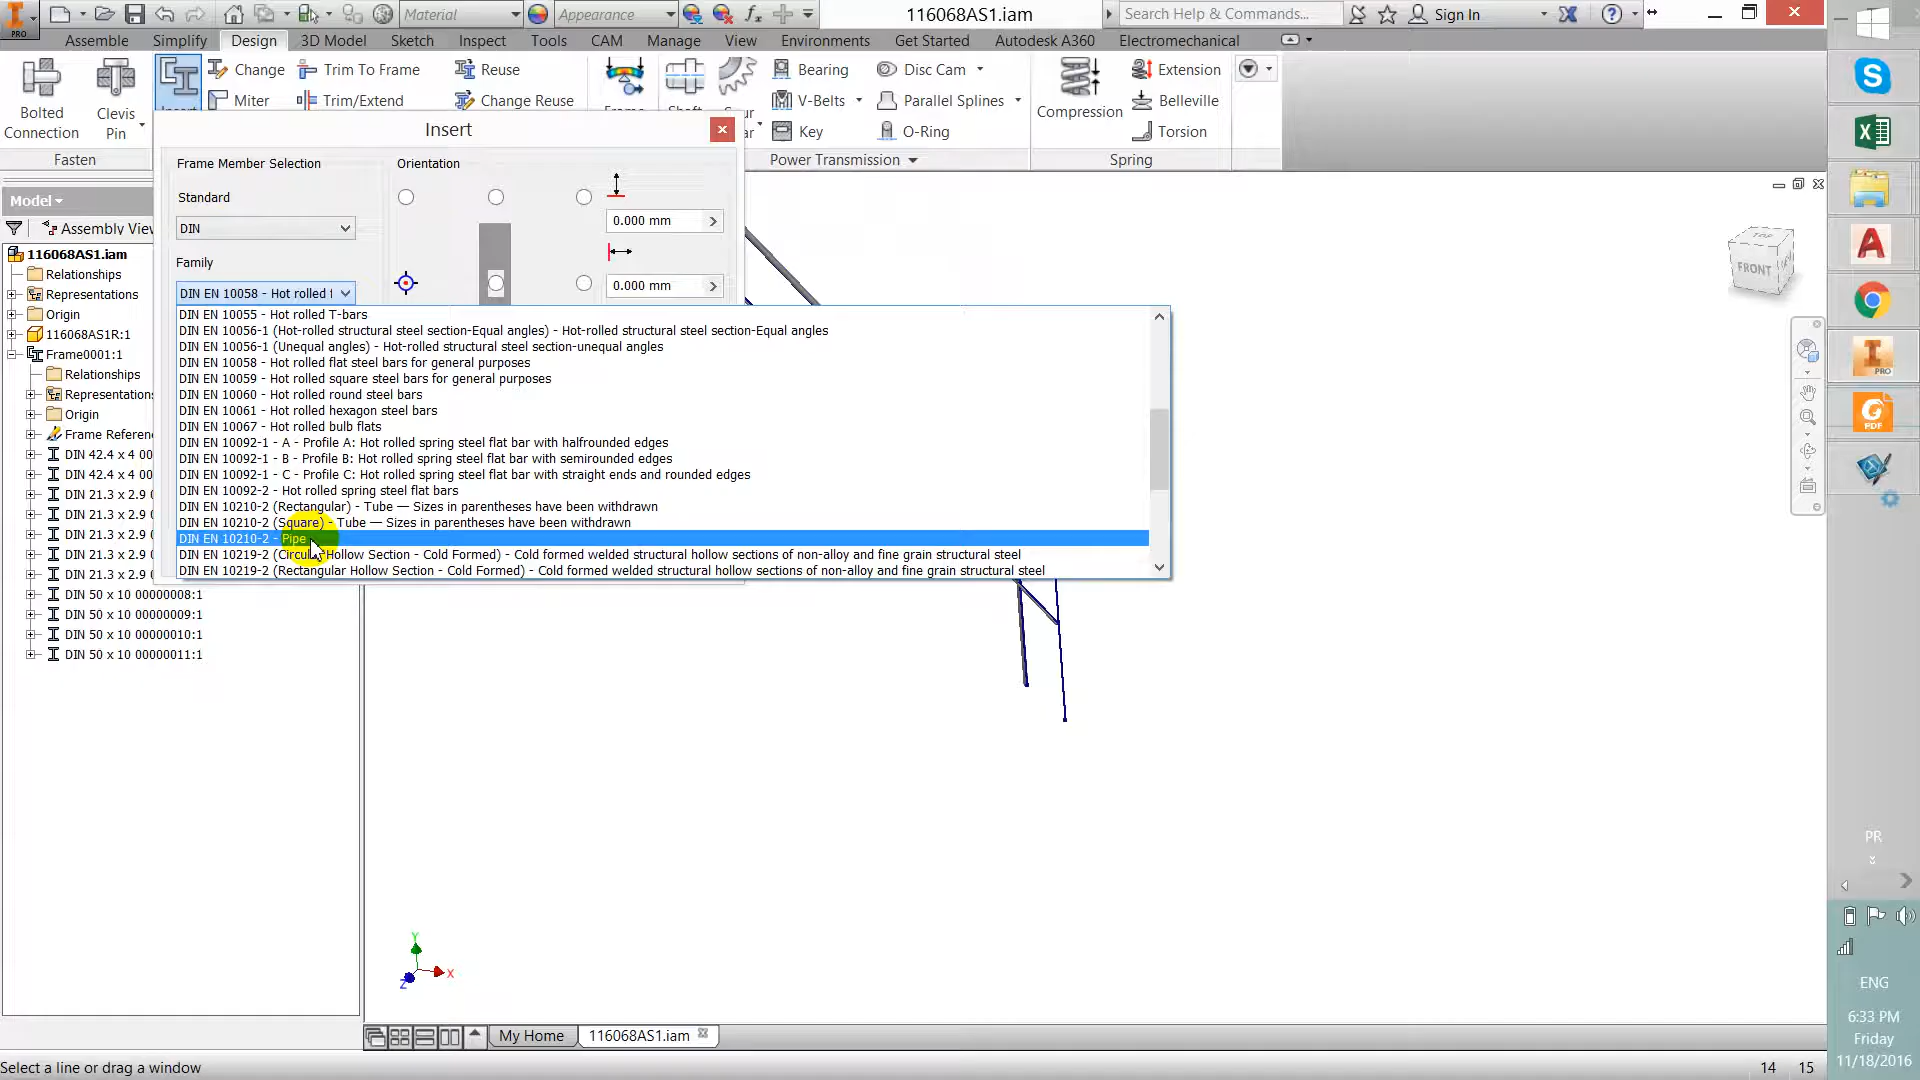 PRO
Material
Appearance
116068AS1.iam
Search Help & Commands...
Sign In
Assemble
Simplify
Design
3D Model
Sketch
Inspect
Tools
CAM
Manage
View
Environments
Get Started
Autodesk A360
Electromechanical
Bolted Connection
Clevis Pin
Fasten
Change
Miter
Trim To Frame
Trim/Extend
Reuse
Change Reuse
Bearing
V-Belts
Key
Disc Cam
Parallel Splines
O-Ring
Power Transmission
Compression
Extension
Belleville
Torsion
Spring
Insert
Frame Member Selection
Orientation
Standard
DIN
0.000 mm
Family
0.000 mm
DIN EN 10058 - Hot rolled
DIN EN 10055 - Hot rolled T-bars
DIN EN 10056-1 (Hot-rolled structural steel section-Equal angles) - Hot-rolled structural steel section-Equal angles
DIN EN 10056-1 (Unequal angles) - Hot-rolled structural steel section-unequal angles
DIN EN 10058 - Hot rolled flat steel bars for general purposes
DIN EN 10059 - Hot rolled square steel bars for general purposes
DIN EN 10060 - Hot rolled round steel bars
DIN EN 10061 - Hot rolled hexagon steel bars
DIN EN 10067 - Hot rolled bulb flats
DIN EN 10092-1 - A - Profile A: Hot rolled spring steel flat bar with halfrounded edges
DIN EN 10092-1 - B - Profile B: Hot rolled spring steel flat bar with semirounded edges
DIN EN 10092-1 - C - Profile C: Hot rolled spring steel flat bar with straight ends and rounded edges
DIN EN 10092-2 - Hot rolled spring steel flat bars
DIN EN 10210-2 (Rectangular) - Tube — Sizes in parentheses have been withdrawn
DIN EN 10210-2 (Square) - Tube — Sizes in parentheses have been withdrawn
DIN EN 10210-2 - Pipe
DIN EN 10219-2 (Circular Hollow Section - Cold Formed) - Cold formed welded structural hollow sections of non-alloy and fine grain structural steel
DIN EN 10219-2 (Rectangular Hollow Section - Cold Formed) - Cold formed welded structural hollow sections of non-alloy and fine grain structural steel
Model
Assembly View
116068AS1.iam
Relationships
Representations
Origin
116068AS1R:1
Frame0001:1
Relationships
Representations
Origin
Frame Referen
DIN 42.4 x 4 00
DIN 42.4 x 4 00
DIN 21.3 x 2.9 0
DIN 21.3 x 2.9 0
DIN 21.3 x 2.9 0
DIN 21.3 x 2.9 0
DIN 21.3 x 2.9 0
DIN 50 x 10 00000008:1
DIN 50 x 10 00000009:1
DIN 50 x 10 00000010:1
DIN 50 x 10 00000011:1
TOP
FRONT
Y
X
Z
My Home
116068AS1.iam
Select a line or drag a window
14 15
PRO
PDF
PR
ENG
6:33 PM
Friday
11/18/2016